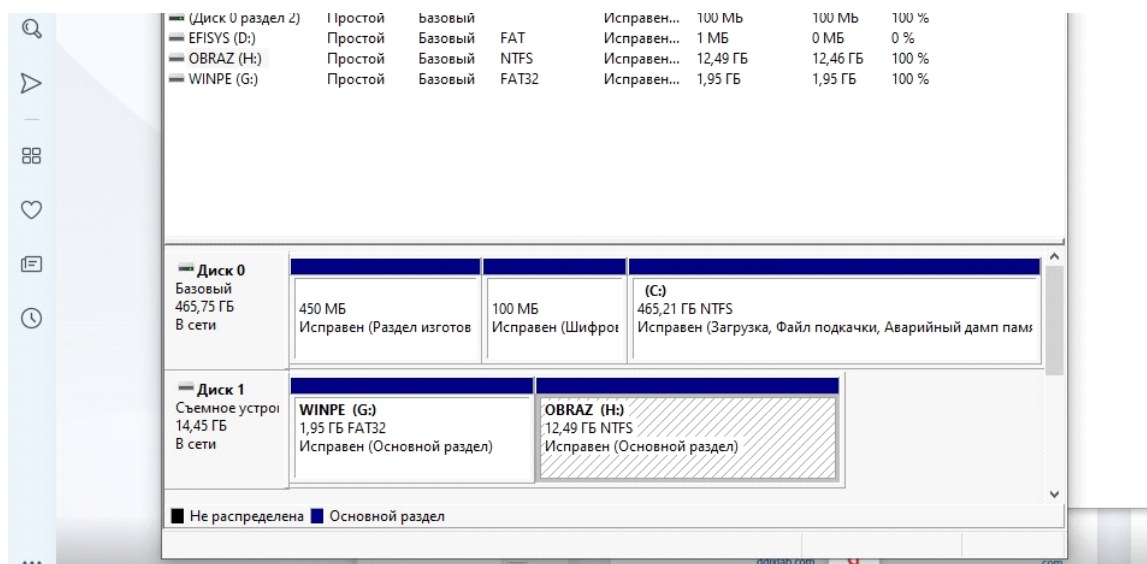 (Диск 0 раздел 2) Простой Базовый Исправен... 100 МБ 100 МБ 100 %
EFISYS (D:) Простой Базовый FAT Исправен... 1 МБ 0 МБ 0 %
OBRAZ (H:) Простой Базовый NTFS Исправен... 12,49 ГБ 12,46 ГБ 100 %
WINPE (G:) Простой Базовый FAT32 Исправен... 1,95 ГБ 1,95 ГБ 100 %
Диск 0
Базовый
465,75 ГБ
В сети
450 МБ
Исправен (Раздел изготов
100 МБ
Исправен (Шифров
(C:)
465,21 ГБ NTFS
Исправен (Загрузка, Файл подкачки, Аварийный дамп памя
Диск 1
Съемное устрої
14,45 ГБ
В сети
WINPE (G:)
1,95 ГБ FAT32
Исправен (Основной раздел)
OBRAZ (H:)
12,49 ГБ NTFS
Исправен (Основной раздел)
Не распределена Основной раздел